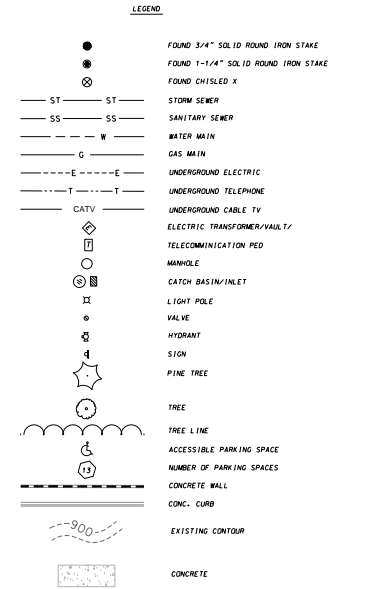 LEGEND
FOUND 3/4" SOLID ROUND IRON STAKE
FOUND 1-1/4" SOLID ROUND IRON STAKE
FOUND CHISLED X
ST ST STORM SEWER
SS SS SANITARY SEWER
W WATER MAIN
G GAS MAIN
E E UNDERGROUND ELECTRIC
T T UNDERGROUND TELEPHONE
CATV UNDERGROUND CABLE TV
E ELECTRIC TRANSFORMER/VAULT/
T TELECOMMINICATION PED
MANHOLE
CATCH BASIN/INLET
LIGHT POLE
VALVE
HYDRANT
SIGN
PINE TREE
TREE
TREE LINE
ACCESSIBLE PARKING SPACE
13 NUMBER OF PARKING SPACES
CONCRETE WALL
CONC. CURB
900 EXISTING CONTOUR
CONCRETE